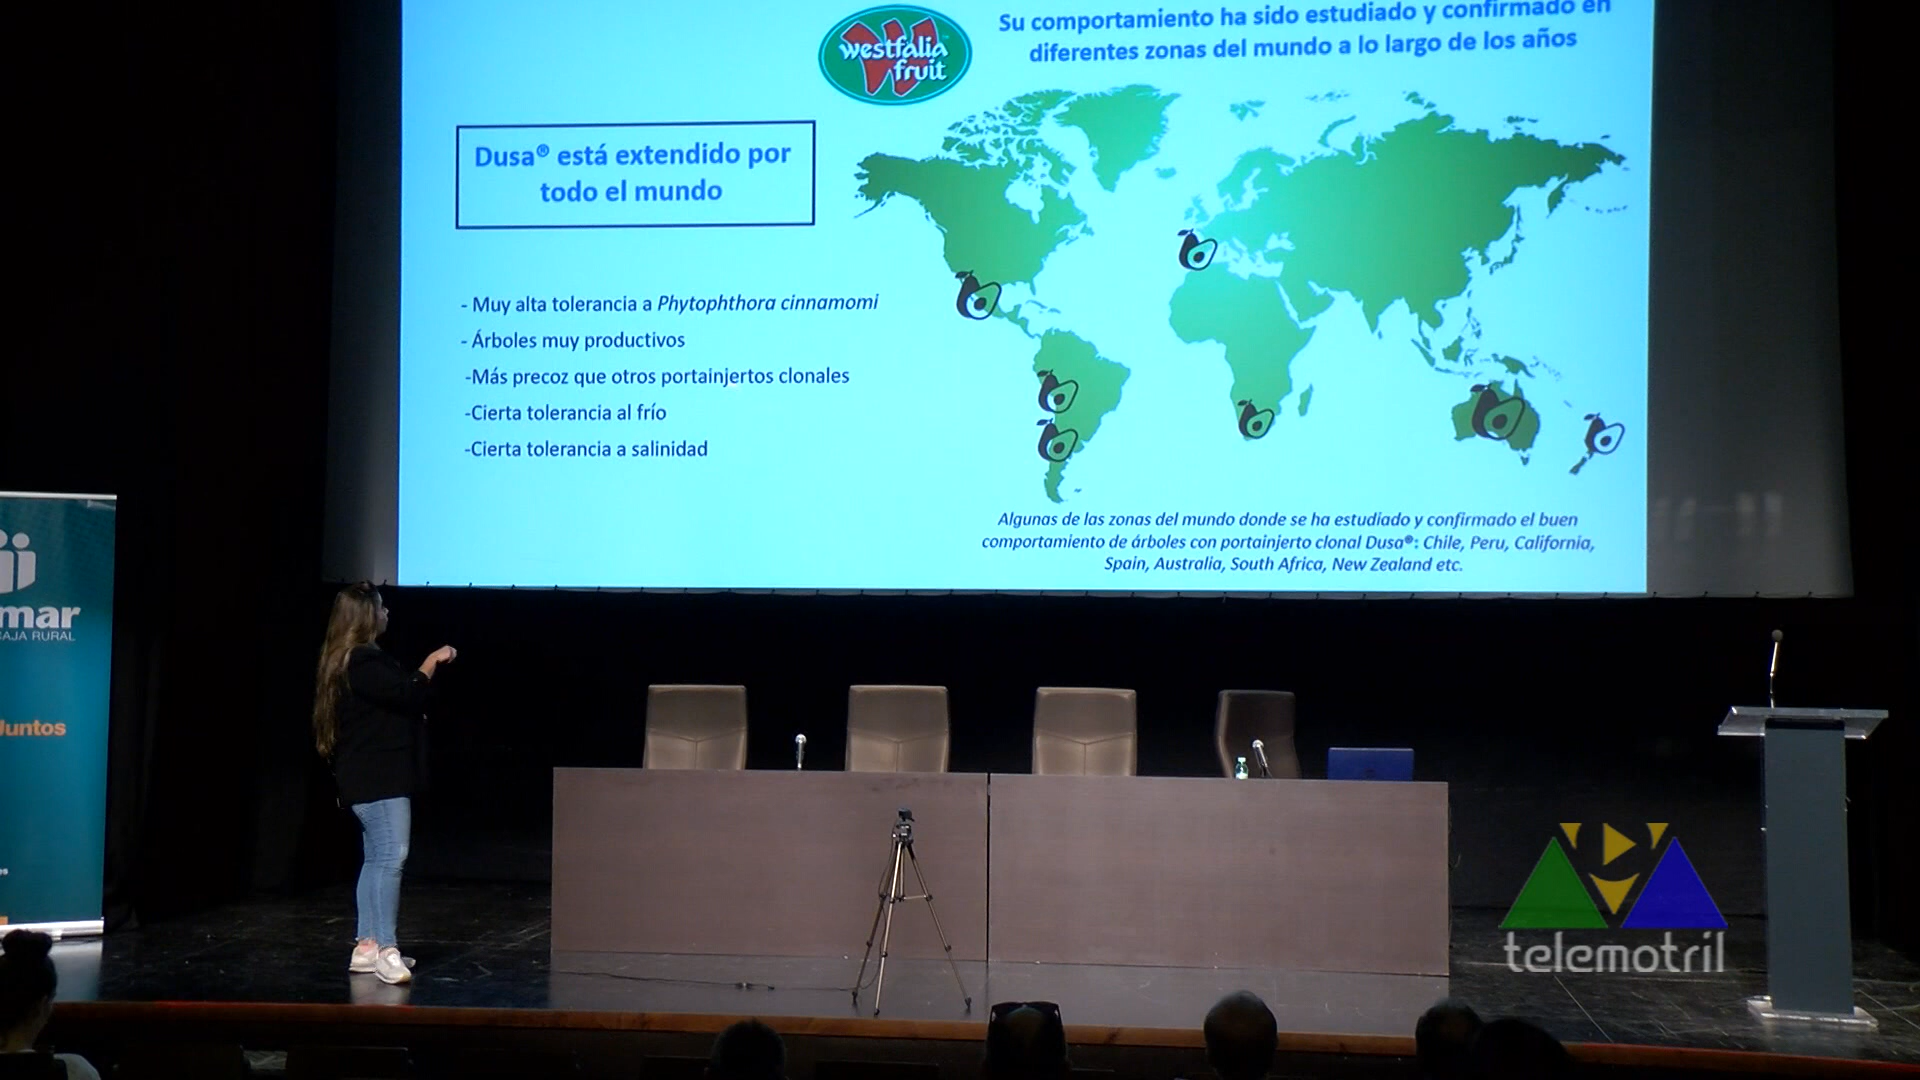 westfalia
fruit
Su comportamiento ha sido estudiado y confirmado en
diferentes zonas del mundo a lo largo de los años
Dusa® está extendido por
todo el mundo
- Muy alta tolerancia a Phytophthora cinnamomi
- Árboles muy productivos
-Más precoz que otros portainjertos clonales
-Cierta tolerancia al frío
-Cierta tolerancia a salinidad
Algunas de las zonas del mundo donde se ha estudiado y confirmado el buen
comportamiento de árboles con portainjerto clonal Dusa®: Chile, Peru, California,
Spain, Australia, South Africa, New Zealand etc.
mar
AJA RURAL
Juntos
es
telemotril